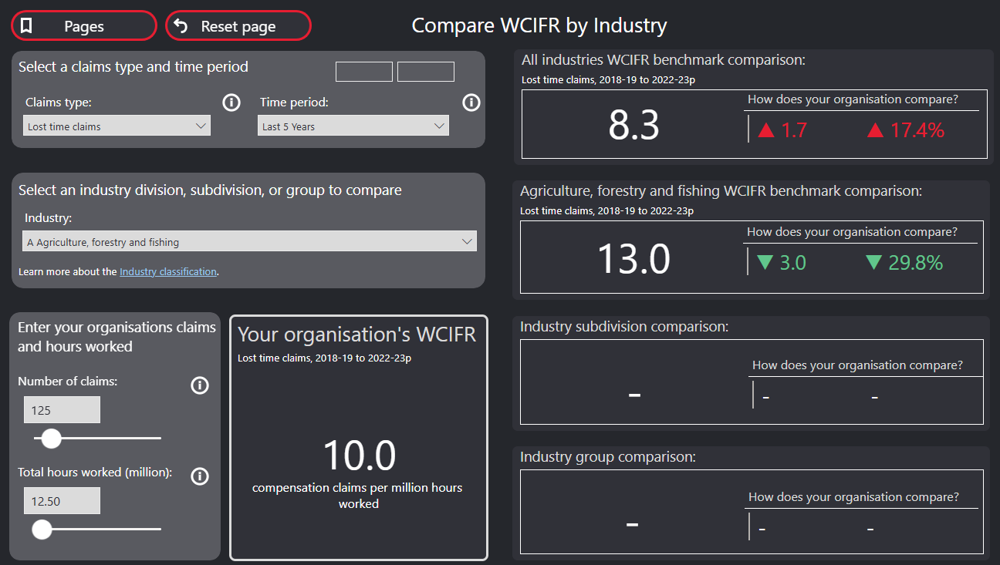 Pages
Reset page
Compare WCIFR by Industry
Select a claims type and time period
Claims type:
Time period:
Lost time claims
Last 5 Years
Select an industry division, subdivision, or group to compare
Industry:
A Agriculture, forestry and fishing
Learn more about the Industry classification.
Enter your organisations claims
and hours worked
Number of claims:
125
Total hours worked (million):
12.50
Your organisation's WCIFR
Lost time claims, 2018-19 to 2022-23p
10.0
compensation claims per million hours
worked
All industries WCIFR benchmark comparison:
Lost time claims, 2018-19 to 2022-23p
8.3
How does your organisation compare?
▲ 1.7
▲ 17.4%
Agriculture, forestry and fishing WCIFR benchmark comparison:
Lost time claims, 2018-19 to 2022-23p
13.0
How does your organisation compare?
▼ 3.0
▼ 29.8%
Industry subdivision comparison:
-
How does your organisation compare?
-
-
Industry group comparison:
-
How does your organisation compare?
-
-